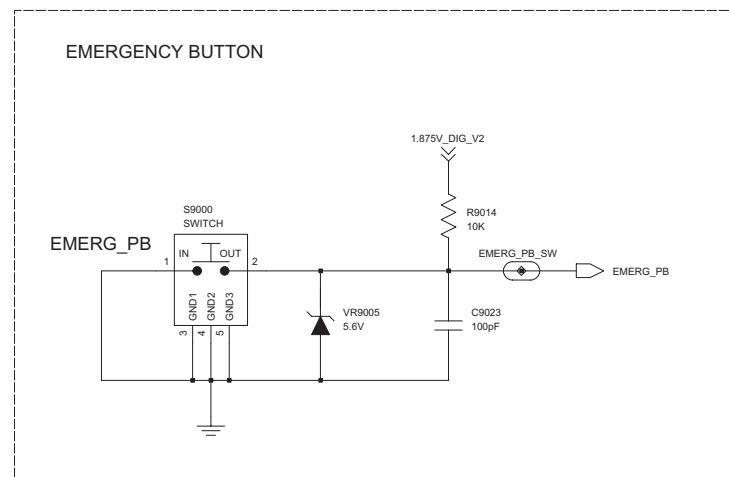 EMERGENCY BUTTON
1.875V_DIG_V2
R9014
10K
S9000
SWITCH
EMERG_PB
IN
OUT
1
2
EMERG_PB_SW
EMERG_PB
GND1
GND2
GND3
3
4
5
VR9005
5.6V
C9023
100pF